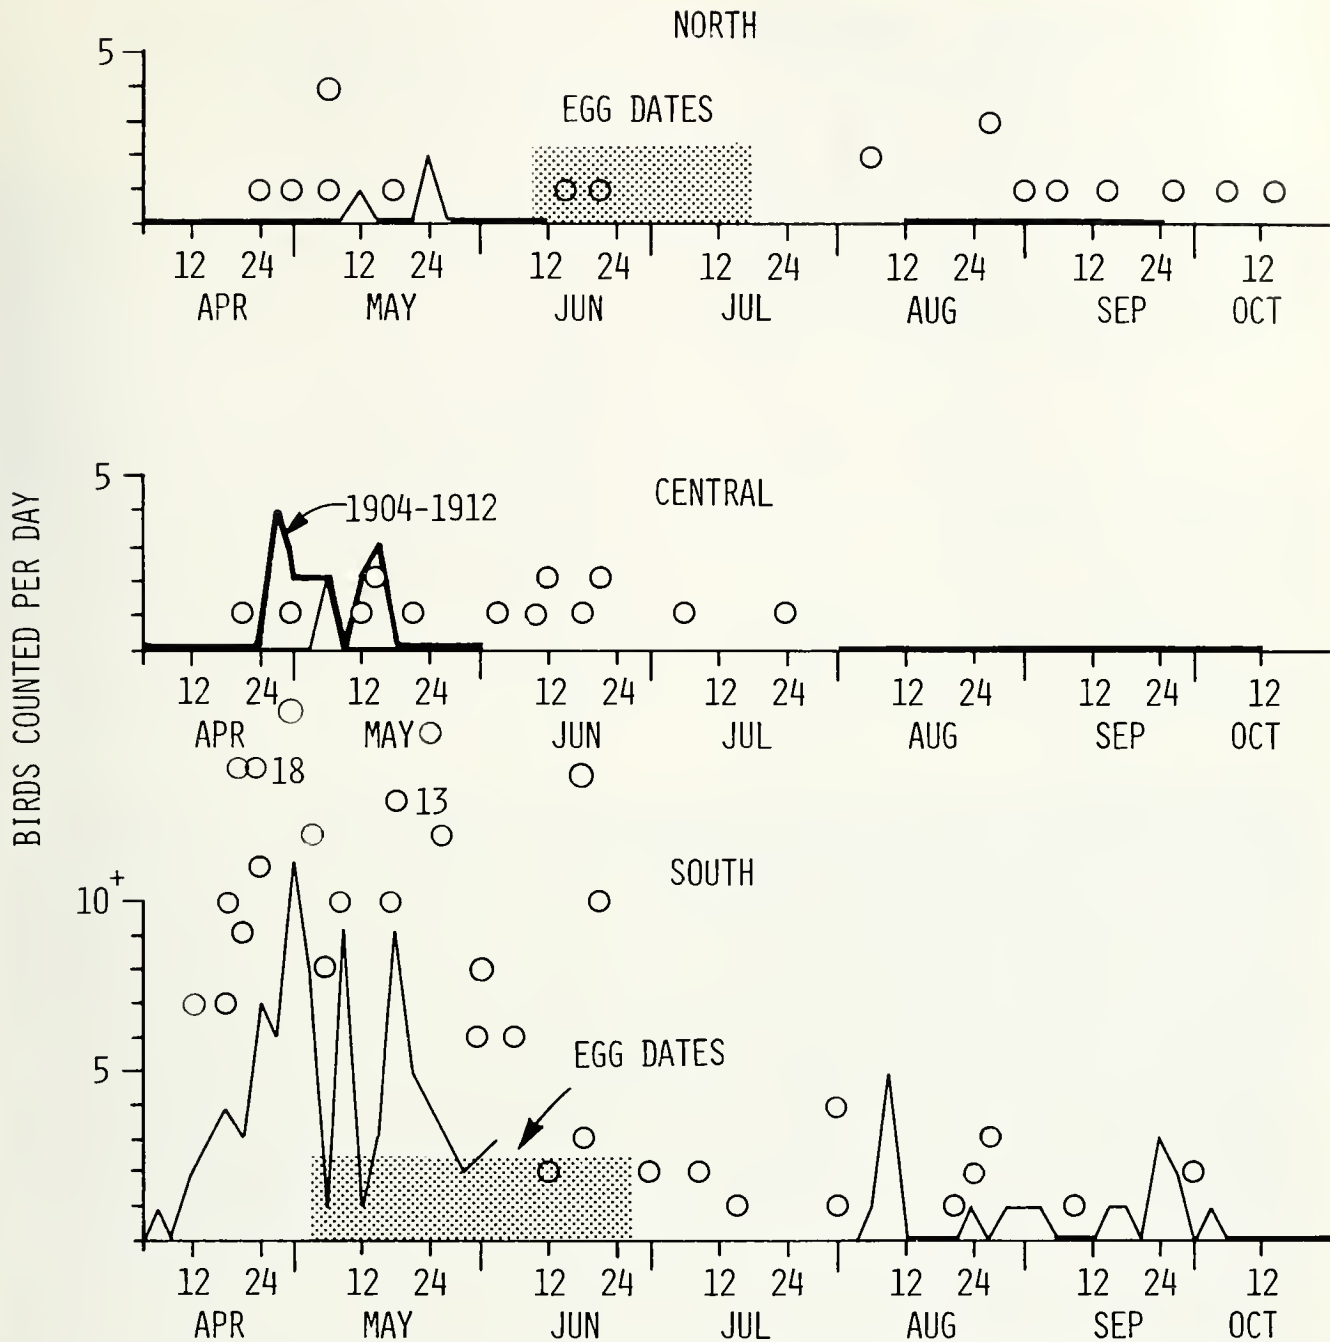 NORTH
5
EGG DATES
12 24 12 24 12 24 12 24 12 24 12 24 12
APR MAY JUN JUL AUG SEP OCT
BIRDS COUNTED PER DAY
5
CENTRAL
1904-1912
12 24 12 24 12 24 12 24 12 24 12 24 12
APR MAY JUN JUL AUG SEP OCT
18
13
SOUTH
10+
5
EGG DATES
12 24 12 24 12 24 12 24 12 24 12 24 12
APR MAY JUN JUL AUG SEP OCT